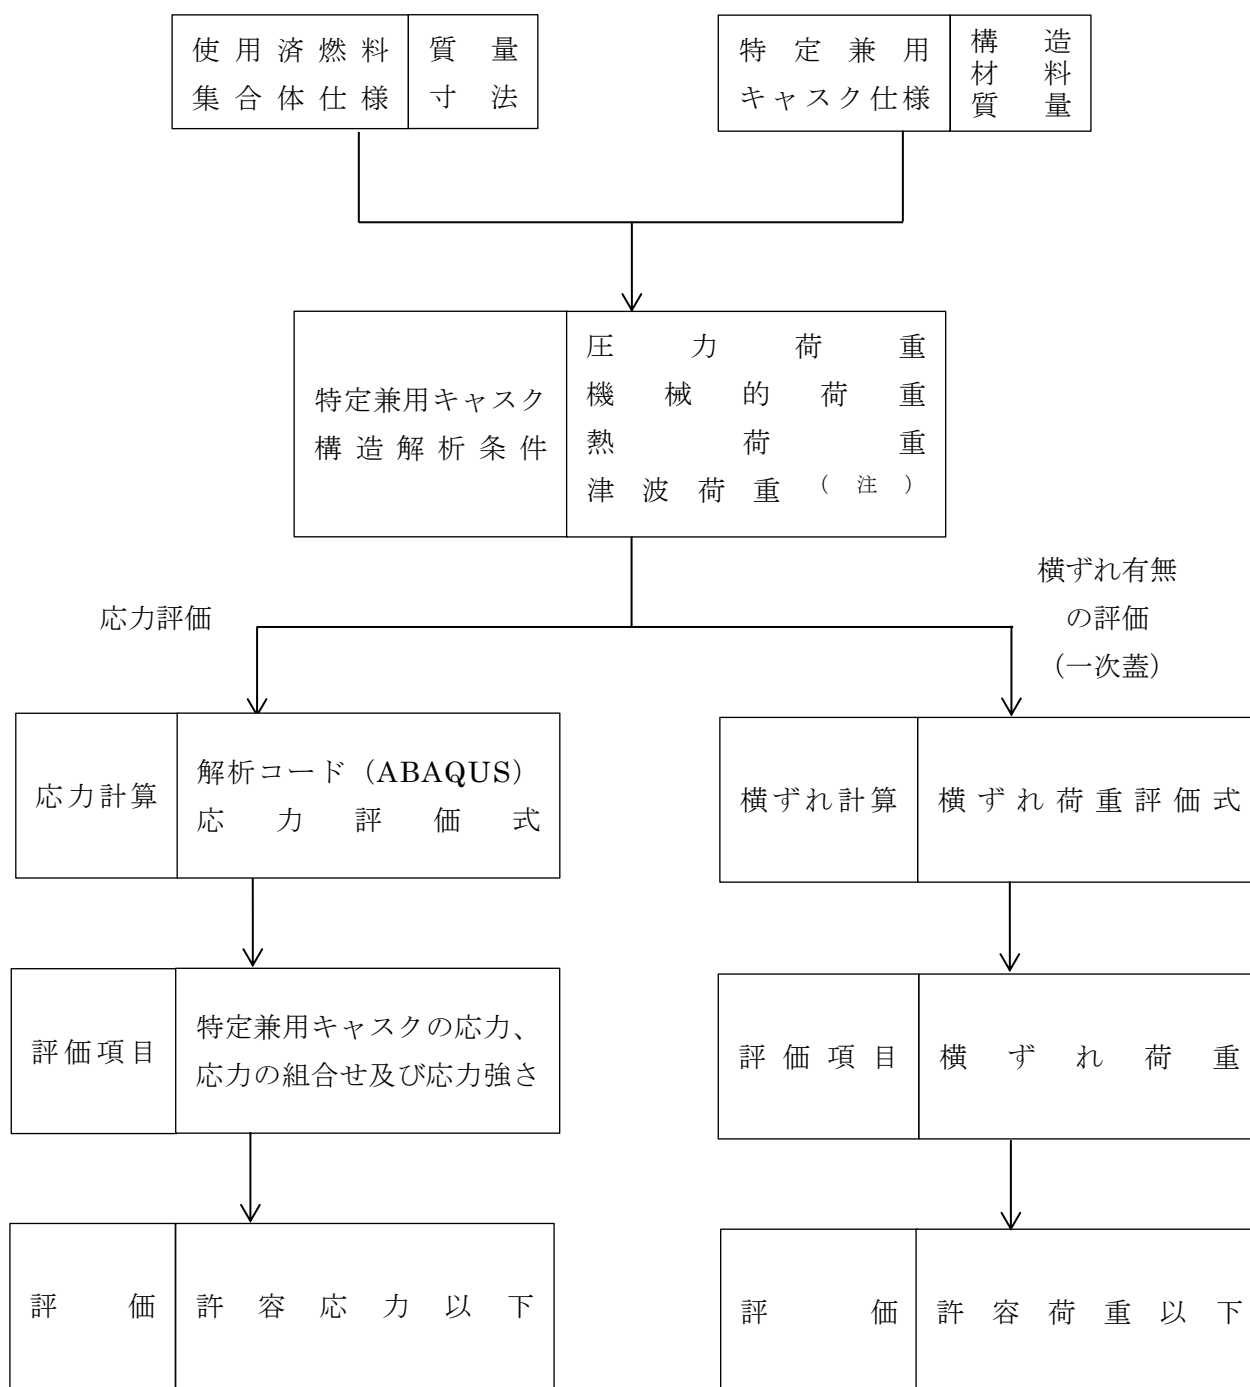 使用済燃料
集合体仕様
質量
寸法
特定兼用
キャスク仕様
構造
材料
質量
特定兼用キャスク
構造解析条件
圧力荷重
機械的荷重
熱荷重
津波荷重（注）
応力評価
横ずれ有無
の評価
（一次蓋）
応力計算
解析コード（ABAQUS）
応力評価式
横ずれ計算
横ずれ荷重評価式
評価項目
特定兼用キャスクの応力、
応力の組合せ及び応力強さ
評価項目
横ずれ荷重
評価
許容応力以下
評価
許容荷重以下